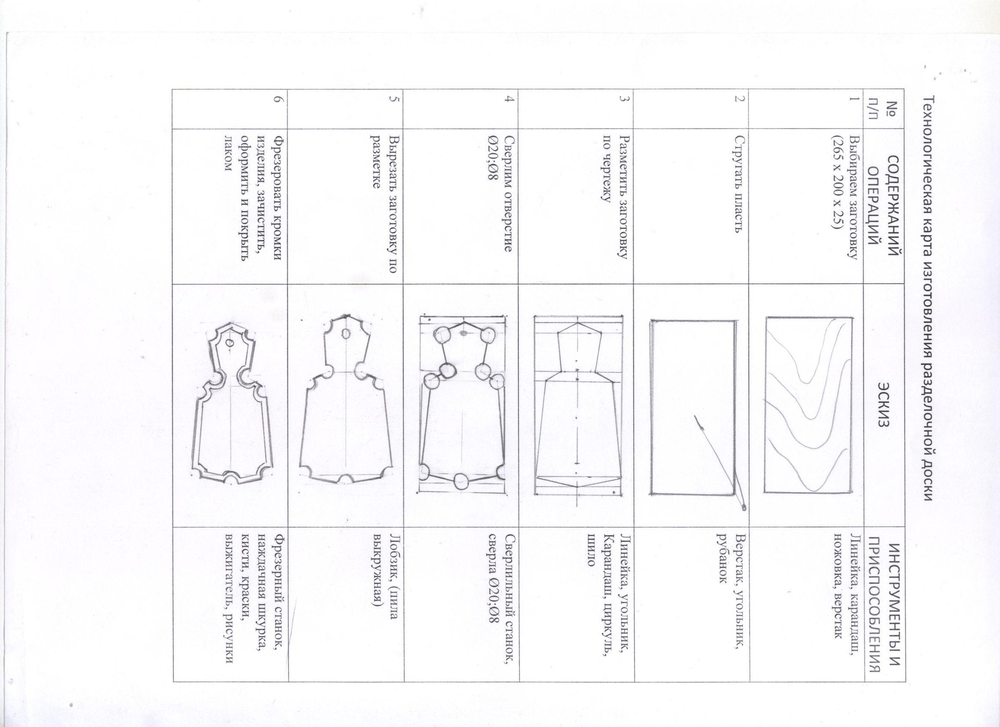 Технологическая карта изготовления разделочной доски
№
п/п
СОДЕРЖАНИЙ
ОПЕРАЦИЙ
ЭСКИЗ
ИНСТРУМЕНТЫ И
ПРИСПОСОБЛЕНИЯ
1
Выбираем заготовку
(265 х 200 х 25)
Линейка, карандаш,
ножовка, верстак
2
Стругать пласть
Верстак, угольник,
рубанок
3
Разметить заготовку
по чертежу
Линейка, угольник,
Карандаш, циркуль,
шило
4
Сверлим отверстие
Ø20;Ø8
Сверлильный станок,
сверла Ø20;Ø8
5
Вырезать заготовку по
разметке
Лобзик, (пила
выкружная)
6
Фрезеровать кромки
изделия, зачистить,
оформить и покрыть
лаком
Фрезерный станок,
наждачная шкурка,
кисти, краски,
выжигатель, рисунки